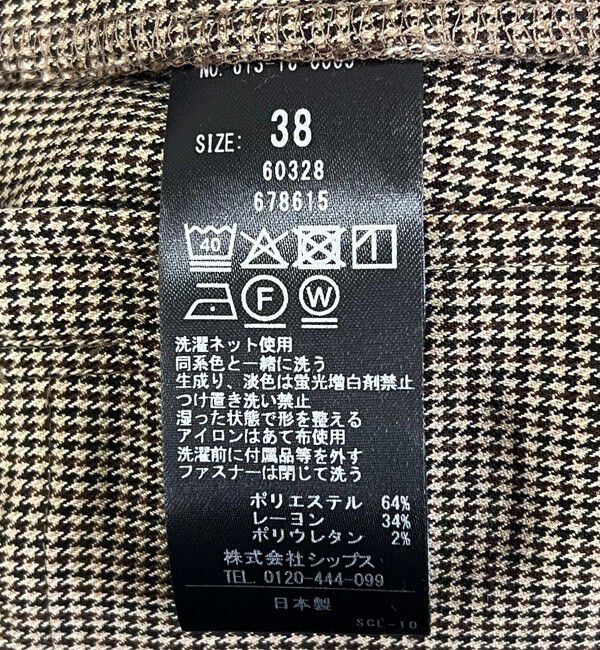 SIZE: 38
60328
678615
40
F W
洗濯ネット使用
同系色と一緒に洗う
生成り、淡色は蛍光増白剤禁止
つけ置き洗い禁止
湿った状態で形を整える
アイロンはあて布使用
洗濯前に付属品等を外す
ファスナーは閉じて洗う
ポリエステル 64%
レーヨン 34%
ポリウレタン 2%
株式会社シップス
TEL. 0120-444-099
日本製
SCL-10